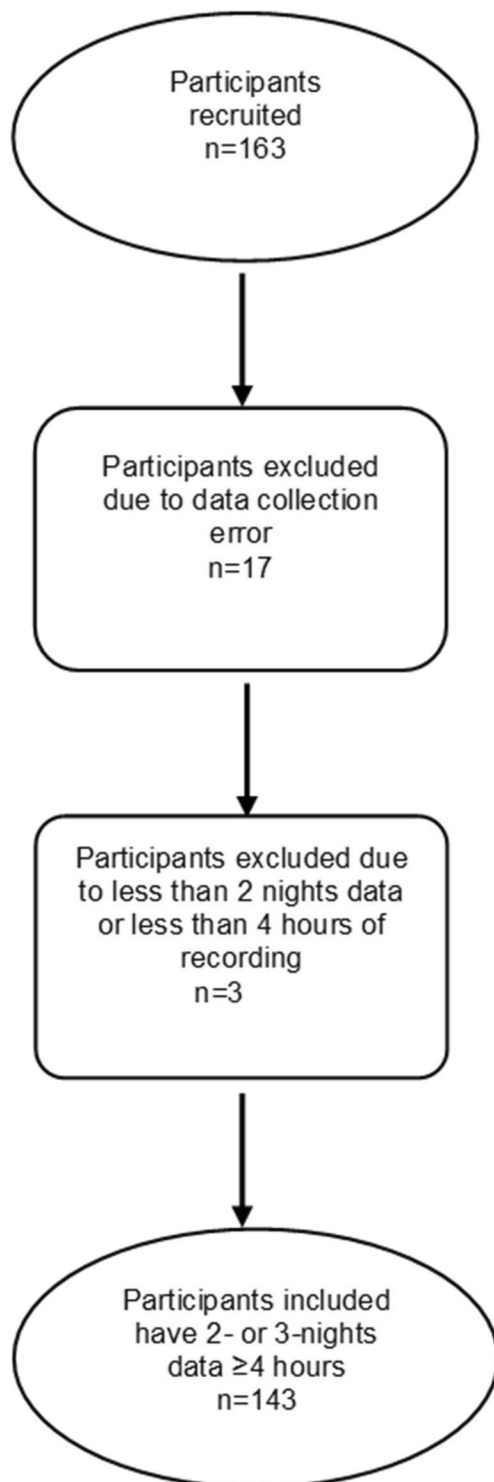 Participants
recruited
n=163
Participants excluded
due to data collection
error
n=17
Participants excluded due
to less than 2 nights data
or less than 4 hours of
recording
n=3
Participants included
have 2- or 3-nights
data ≥4 hours
n=143